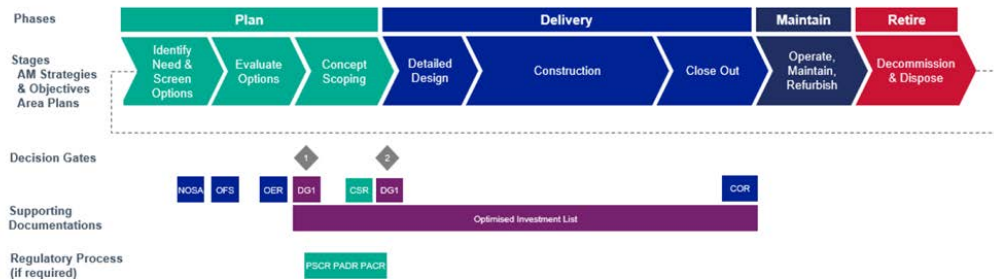 Phases
Plan
Delivery
Maintain
Retire
Stages
AM Strategies
& Objectives
Area Plans
Identify
Need &
Screen
Options
Evaluate
Options
Concept
Scoping
Detailed
Design
Construction
Close Out
Operate,
Maintain,
Refurbish
Decommission
& Dispose
Decision Gates
1
2
NOSA
OFS
OER
DG1
CSR
DG1
COR
Supporting
Documentations
Optimised Investment List
Regulatory Process
(if required)
PSCR PADR PACR